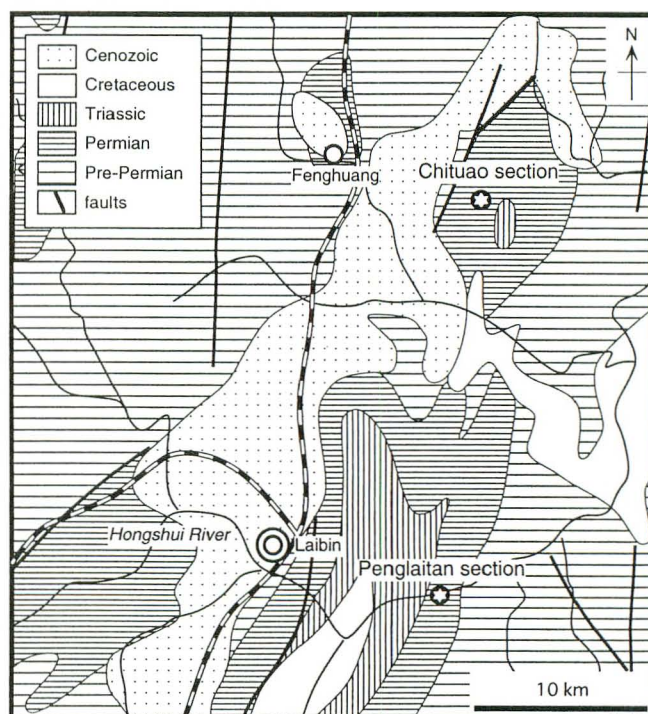 Cenozoic
Cretaceous
Triassic
Permian
Pre-Permian
faults
N
Fenghuang
Chituao section
Hongshui River
Laibin
Penglaitan section
10 km